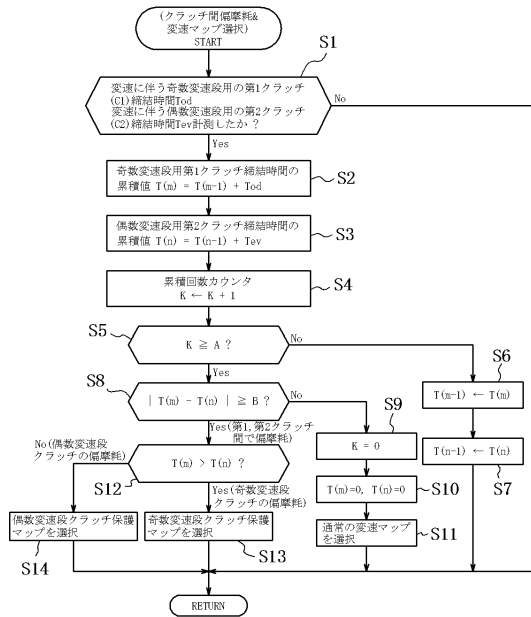 (クラッチ間偏摩耗&
変速マップ選択)
START
S1
変速に伴う奇数変速段用の第1クラッチ
(C1)締結時間Tod
変速に伴う偶数変速段用の第2クラッチ
(C2)締結時間Tev計測したか？
No
Yes
奇数変速段用第1クラッチ締結時間の
累積値 T(m) = T(m-1) + Tod
S2
偶数変速段用第2クラッチ締結時間の
累積値 T(n) = T(n-1) + Tev
S3
累積回数カウンタ
K ← K + 1
S4
S5
K ≧ A ?
No
Yes
S6
T(m-1) ← T(m)
S8
| T(m) - T(n) | ≧ B ?
No
Yes(第1,第2クラッチ
間で偏摩耗)
S9
K = 0
T(n-1) ← T(n)
S7
No(偶数変速段
クラッチの偏摩耗)
T(m) > T(n) ?
S12
T(m)=0, T(n)=0
S10
Yes(奇数変速段
クラッチの偏摩耗)
偶数変速段クラッチ保護
マップを選択
S14
奇数変速段クラッチ保護
マップを選択
S13
通常の変速マップ
を選択
S11
RETURN